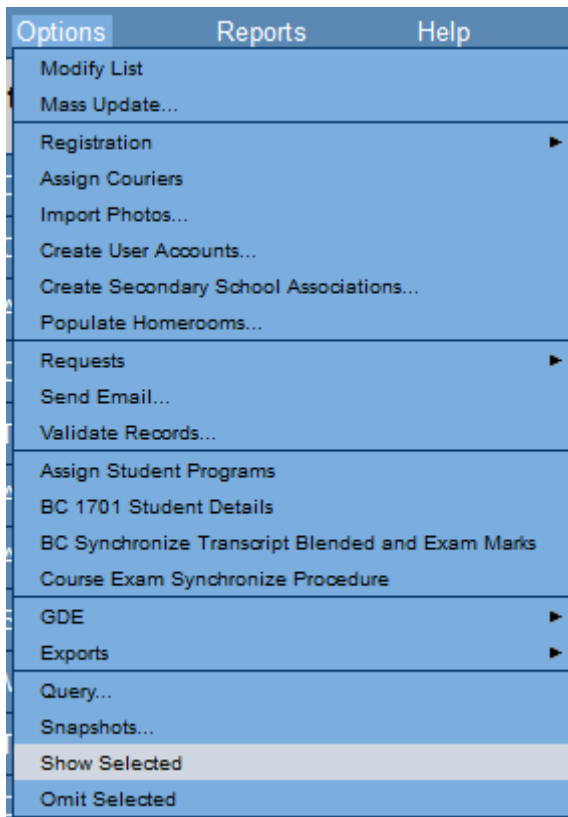 Options Reports Help
Modify List
Mass Update...
Registration
Assign Couriers
Import Photos...
Create User Accounts...
Create Secondary School Associations...
Populate Homerooms...
Requests
Send Email...
Validate Records...
Assign Student Programs
BC 1701 Student Details
BC Synchronize Transcript Blended and Exam Marks
Course Exam Synchronize Procedure
GDE
Exports
Query...
Snapshots...
Show Selected
Omit Selected